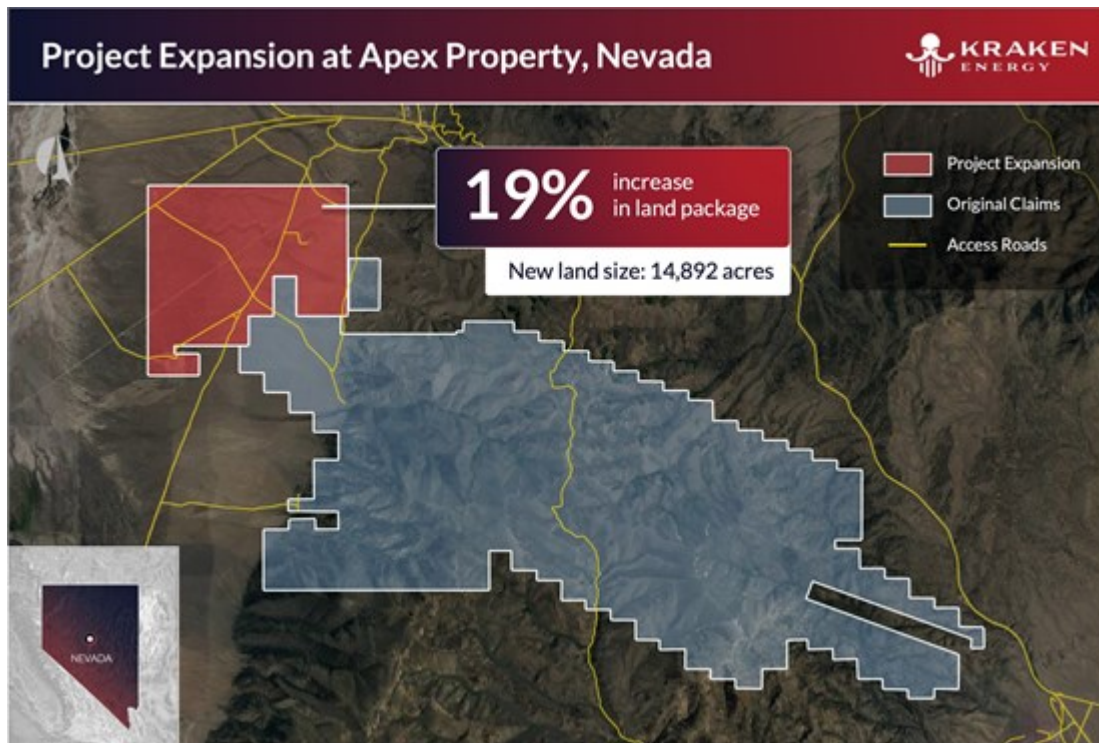 Project Expansion at Apex Property, Nevada
KRAKEN
ENERGY
19% increase
in land package
New land size: 14,892 acres
Project Expansion
Original Claims
Access Roads
NEVADA